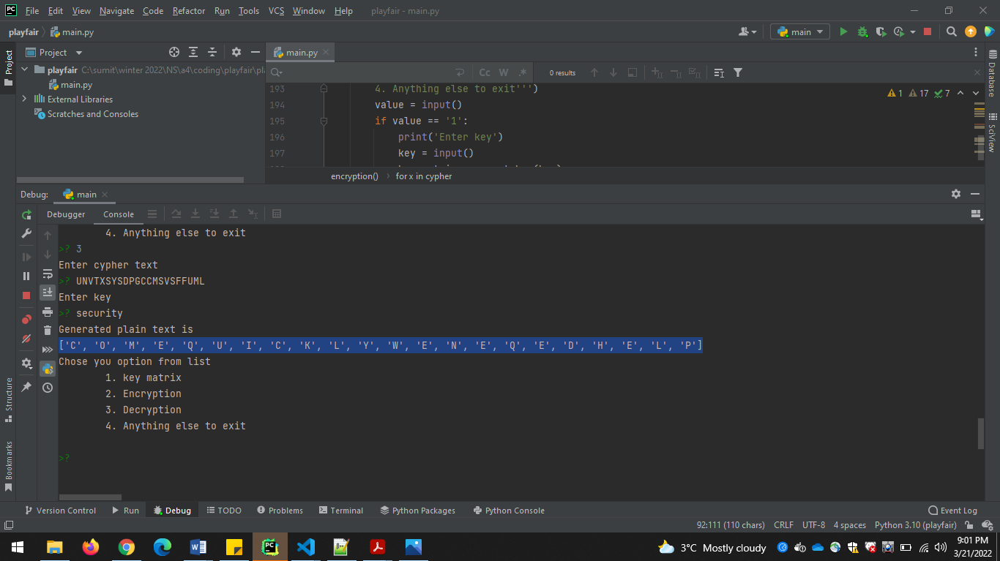 PC File Edit View Navigate Code Refactor Run Tools VCS Window Help playfair - main.py
playfair main.py main
Project main.py
Cc W .* 0 results
playfair C:\sumit\winter 2022\NS\a4\coding\playfair\pl
main.py
External Libraries
Scratches and Consoles
193 4. Anything else to exit''')
194 value = input()
195 if value == '1':
196 print('Enter key')
197 key = input()
1 17 7
encryption() for x in cypher
Debug: main
Debugger Console
4. Anything else to exit
>? 3
Enter cypher text
>? UNVTXSYSDPGCCMSVSFFUML
Enter key
>? security
Generated plain text is
['C', 'O', 'M', 'E', 'Q', 'U', 'I', 'C', 'K', 'L', 'Y', 'W', 'E', 'N', 'E', 'Q', 'E', 'D', 'H', 'E', 'L', 'P']
Chose you option from list
1. key matrix
2. Encryption
3. Decryption
4. Anything else to exit
>?
Project
Structure
Bookmarks
Database
SciView
Version Control Run Debug TODO Problems Terminal Python Packages Python Console Event Log
92:111 (110 chars) CRLF UTF-8 4 spaces Python 3.10 (playfair)
3°C Mostly cloudy 9:01 PM
3/21/2022